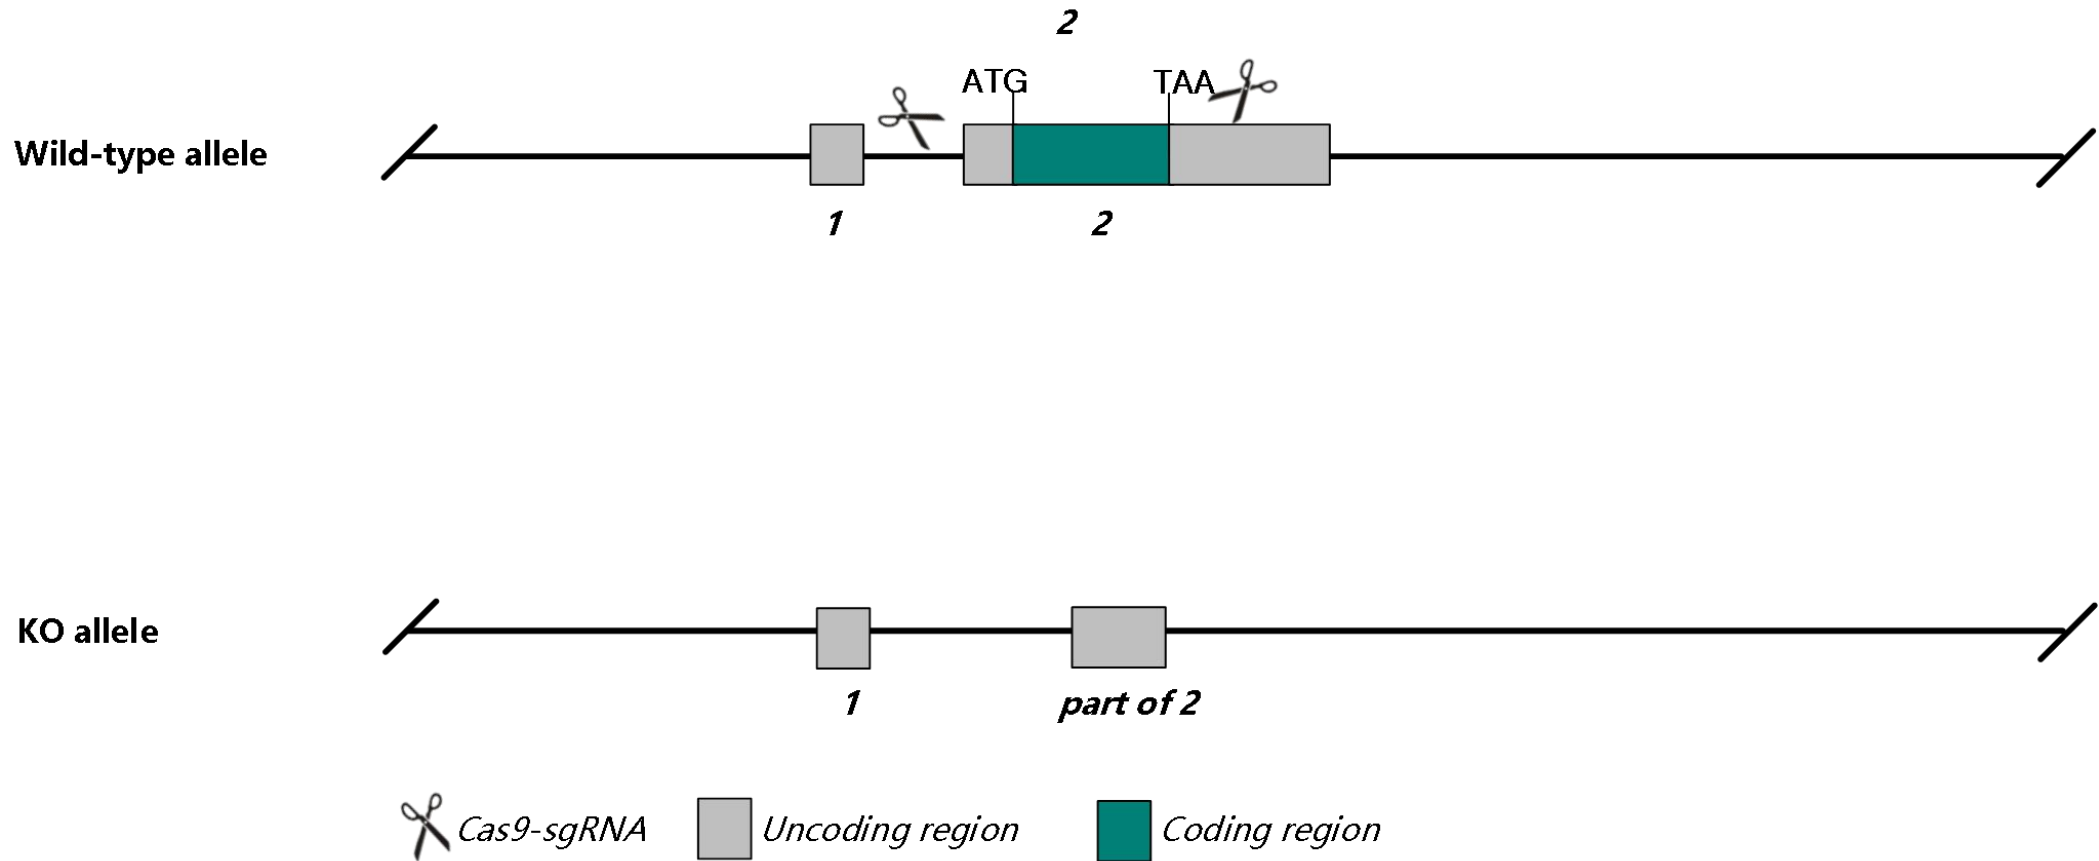 2
ATG TAA
Wild-type allele
1 2
KO allele
1 part of 2
Cas9-sgRNA Uncoding region Coding region